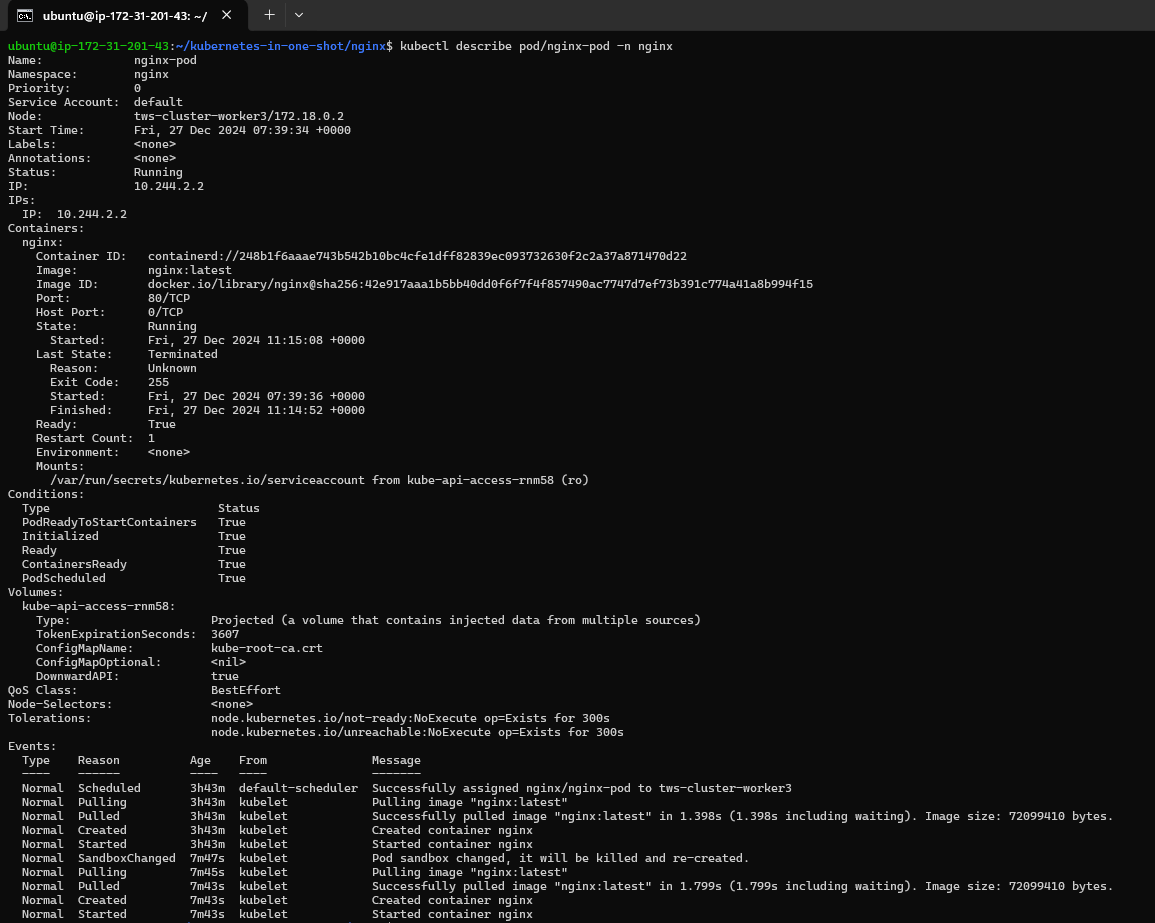 ubuntu@ip-172-31-201-43: ~/
ubuntu@ip-172-31-201-43:~/kubernetes-in-one-shot/nginx$ kubectl describe pod/nginx-pod -n nginx
Name:             nginx-pod
Namespace:        nginx
Priority:         0
Service Account:  default
Node:             tws-cluster-worker3/172.18.0.2
Start Time:       Fri, 27 Dec 2024 07:39:34 +0000
Labels:           <none>
Annotations:      <none>
Status:           Running
IP:               10.244.2.2
IPs:
  IP:  10.244.2.2
Containers:
  nginx:
    Container ID:   containerd://248b1f6aaae743b542b10bc4cfe1dff82839ec093732630f2c2a37a871470d22
    Image:          nginx:latest
    Image ID:       docker.io/library/nginx@sha256:42e917aaa1b5bb40dd0f6f7f4f857490ac7747d7ef73b391c774a41a8b994f15
    Port:           80/TCP
    Host Port:      0/TCP
    State:          Running
      Started:      Fri, 27 Dec 2024 11:15:08 +0000
    Last State:     Terminated
      Reason:       Unknown
      Exit Code:    255
      Started:      Fri, 27 Dec 2024 07:39:36 +0000
      Finished:     Fri, 27 Dec 2024 11:14:52 +0000
    Ready:          True
    Restart Count:  1
    Environment:    <none>
    Mounts:
      /var/run/secrets/kubernetes.io/serviceaccount from kube-api-access-rnm58 (ro)
Conditions:
  Type                        Status
  PodReadyToStartContainers   True
  Initialized                 True
  Ready                       True
  ContainersReady             True
  PodScheduled                True
Volumes:
  kube-api-access-rnm58:
    Type:                    Projected (a volume that contains injected data from multiple sources)
    TokenExpirationSeconds:  3607
    ConfigMapName:           kube-root-ca.crt
    ConfigMapOptional:       <nil>
    DownwardAPI:             true
QoS Class:                   BestEffort
Node-Selectors:              <none>
Tolerations:                 node.kubernetes.io/not-ready:NoExecute op=Exists for 300s
                             node.kubernetes.io/unreachable:NoExecute op=Exists for 300s
Events:
  Type    Reason          Age    From               Message
  ----    ------          ----   ----               -------
  Normal  Scheduled       3h43m  default-scheduler  Successfully assigned nginx/nginx-pod to tws-cluster-worker3
  Normal  Pulling         3h43m  kubelet            Pulling image "nginx:latest"
  Normal  Pulled          3h43m  kubelet            Successfully pulled image "nginx:latest" in 1.398s (1.398s including waiting). Image size: 72099410 bytes.
  Normal  Created         3h43m  kubelet            Created container nginx
  Normal  Started         3h43m  kubelet            Started container nginx
  Normal  SandboxChanged  7m47s  kubelet            Pod sandbox changed, it will be killed and re-created.
  Normal  Pulling         7m45s  kubelet            Pulling image "nginx:latest"
  Normal  Pulled          7m43s  kubelet            Successfully pulled image "nginx:latest" in 1.799s (1.799s including waiting). Image size: 72099410 bytes.
  Normal  Created         7m43s  kubelet            Created container nginx
  Normal  Started         7m43s  kubelet            Started container nginx